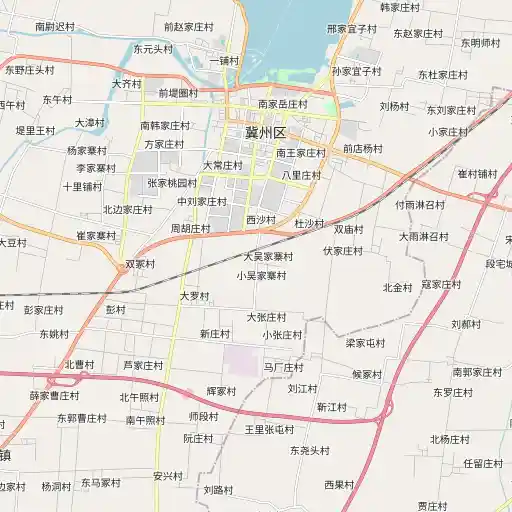 韩家庄村
南尉迟村
前赵家庄村
邢家宜子村
东赵家庄村
东明师村
东元头村
一铺村
东野庄头村
孙家宜子村
东杜家庄村
大齐村
前堤圈村
西午村
东午村
南家岳庄村
刘杨村
东刘家庄村
大漳村
南韩家庄村
冀州区
小家庄村
堤里王村
方家庄村
南王家庄村
前店杨村
杨家寨村
李家寨村
大常庄村
八里庄村
崔村铺村
十里铺村
张家桃园村
中刘家庄村
付雨淋召村
北边家庄村
西沙村
杜沙村
双庙村
周胡庄村
大豆村
崔家寨村
大雨淋召村
宋
伏家庄村
双冢村
大吴家寨村
段宅城
小吴家寨村
寇家庄村
北金村
庄村
大罗村
彭家庄村
彭村
大张庄村
刘郝村
东姚村
新庄村
小张庄村
梁家屯村
北曹村
芦家庄村
马厂庄村
候冢村
南郭家庄村
薛家曹庄村
北午照村
辉冢村
刘江村
东罗庄村
东郭曹庄村
南午照村
师段村
靳江村
阮庄村
王里张屯村
北杨庄村
镇
东尧头村
任留庄村
安兴村
边家村
杨洞村
东马冢村
刘路村
西果村
贾庄村